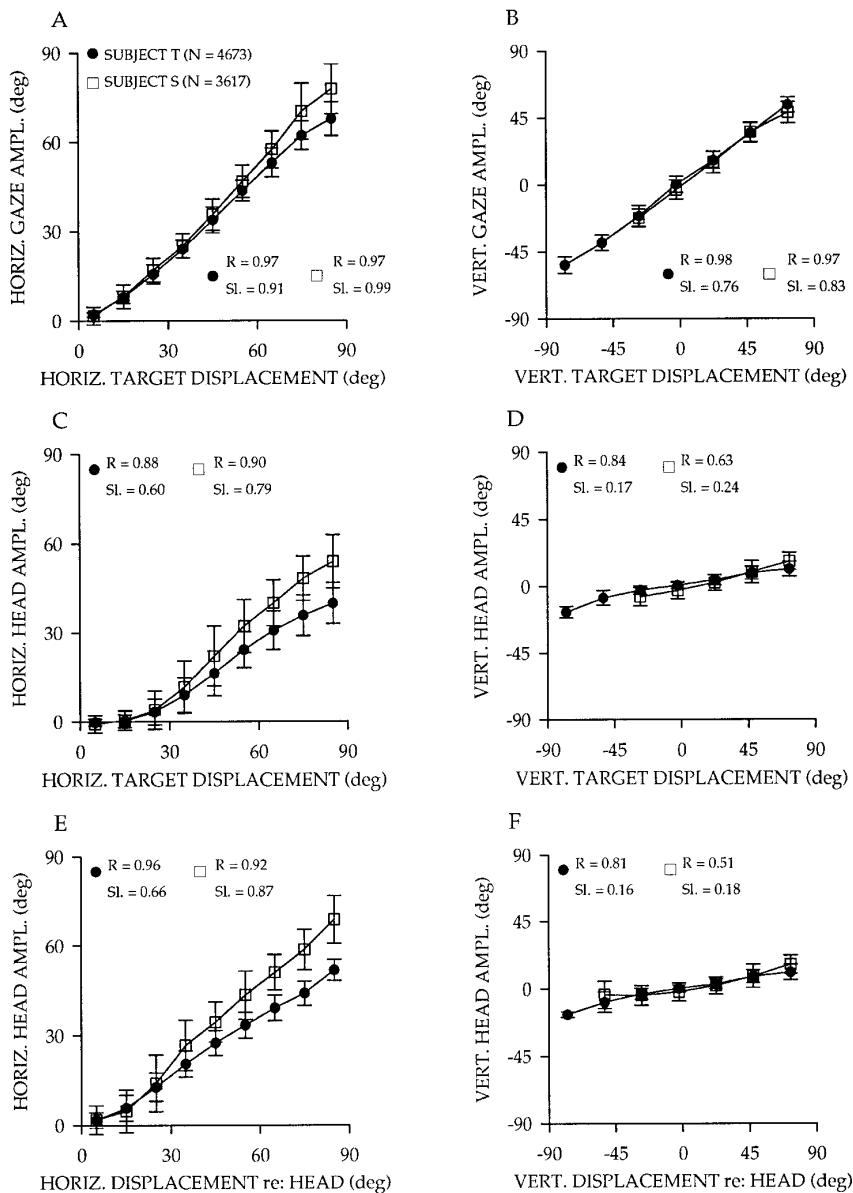 A
B
90
SUBJECT T (N = 4673)
SUBJECT S (N = 3617)
60
30
0
HORIZ. GAZE AMPL. (deg)
R = 0.97
Sl. = 0.91
R = 0.97
Sl. = 0.99
0
30
60
90
HORIZ. TARGET DISPLACEMENT (deg)
90
45
0
-45
-90
VERT. GAZE AMPL. (deg)
R = 0.98
Sl. = 0.76
R = 0.97
Sl. = 0.83
-90
-45
0
45
90
VERT. TARGET DISPLACEMENT (deg)
C
D
90
60
30
0
HORIZ. HEAD AMPL. (deg)
R = 0.88
Sl. = 0.60
R = 0.90
Sl. = 0.79
0
30
60
90
HORIZ. TARGET DISPLACEMENT (deg)
90
45
0
-45
-90
VERT. HEAD AMPL. (deg)
R = 0.84
Sl. = 0.17
R = 0.63
Sl. = 0.24
-90
-45
0
45
90
VERT. TARGET DISPLACEMENT (deg)
E
F
90
60
30
0
HORIZ. HEAD AMPL. (deg)
R = 0.96
Sl. = 0.66
R = 0.92
Sl. = 0.87
0
30
60
90
HORIZ. DISPLACEMENT re: HEAD (deg)
90
45
0
-45
-90
VERT. HEAD AMPL. (deg)
R = 0.81
Sl. = 0.16
R = 0.51
Sl. = 0.18
-90
-45
0
45
90
VERT. DISPLACEMENT re: HEAD (deg)